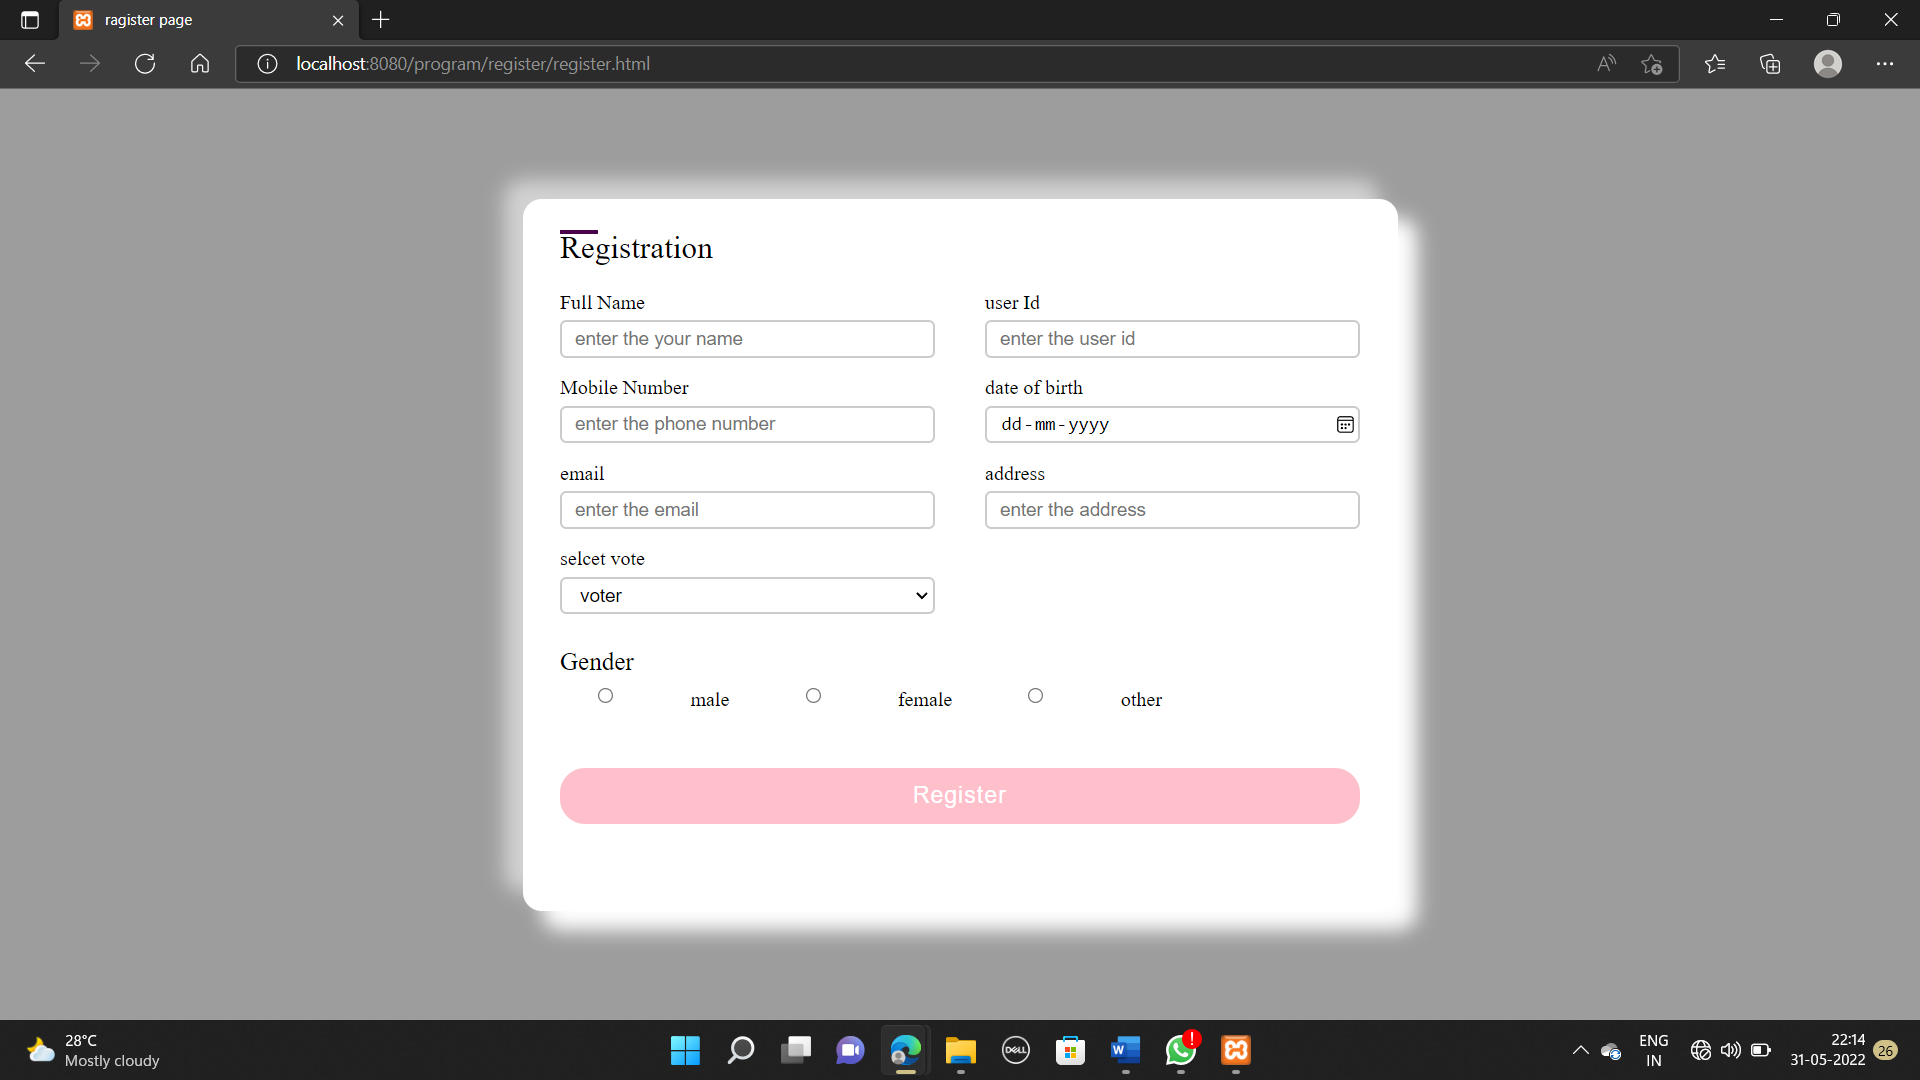 ragister page
localhost:8080/program/register/register.html
Registration
Full Name
user Id
enter the your name
enter the user id
Mobile Number
date of birth
enter the phone number
dd-mm-yyyy
email
address
enter the email
enter the address
selcet vote
voter
Gender
male
female
other
Register
28°C
Mostly cloudy
DELL
W
!
ENG
IN
22:14
31-05-2022
26